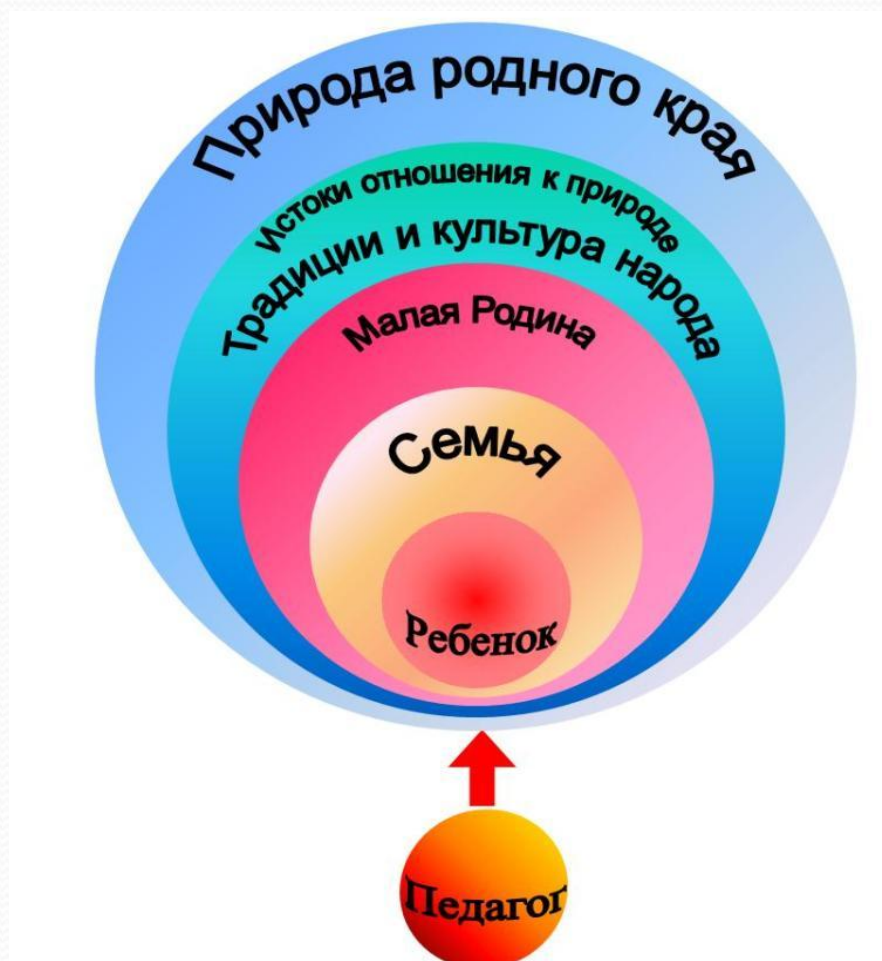 Природа родного края
Истоки отношения к природе
Традиции и культура народа
Малая Родина
Семья
Ребенок
Педагог